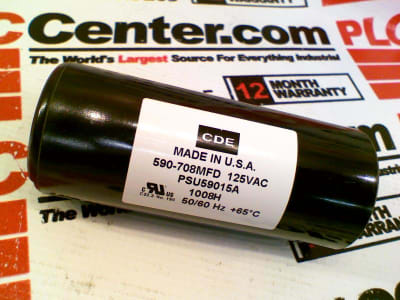 Center.com
The World's Largest Source For Everything Industrial
12 MONTH WARRANTY
CDE
MADE IN U.S.A.
590-708MFD 125VAC
PSU59015A
1008H
50/60 Hz +65°C